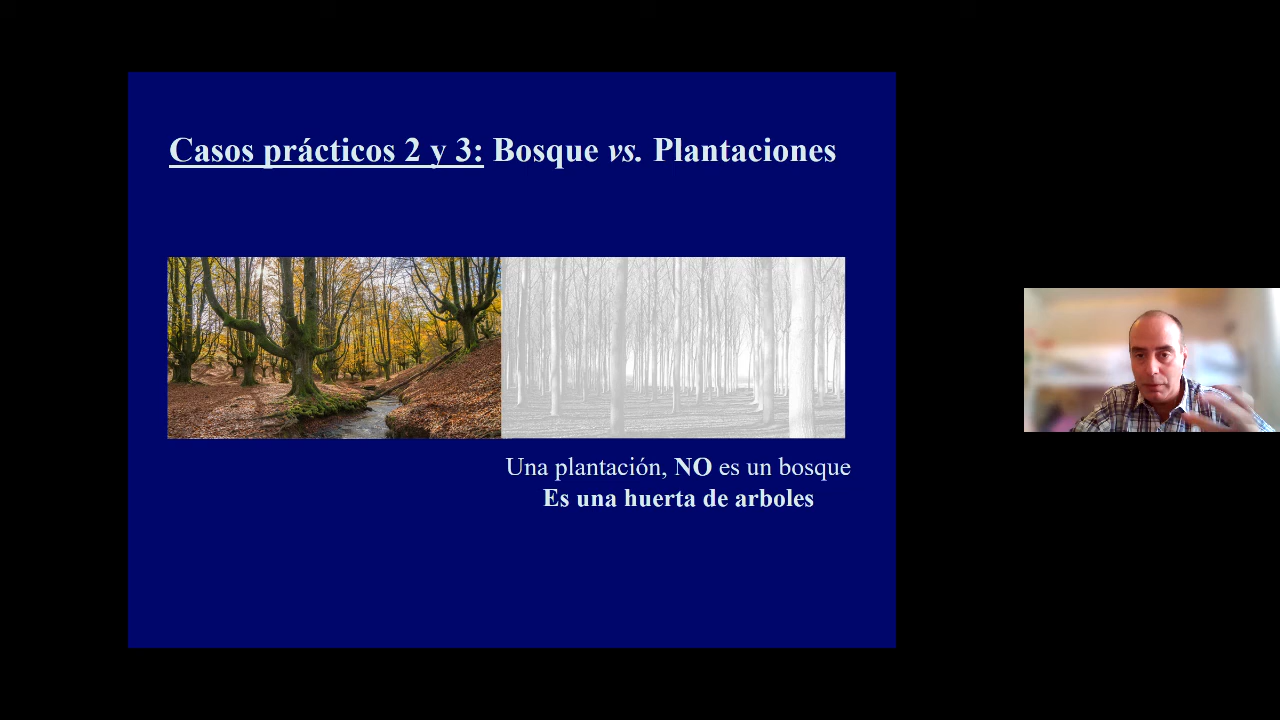 Casos prácticos 2 y 3: Bosque vs. Plantaciones
Una plantación, NO es un bosque
Es una huerta de arboles